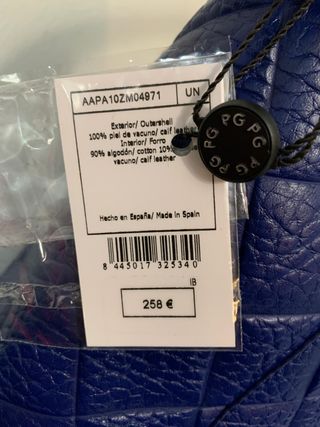 AAPA10ZM04971 UN
Exterior/ Outershell
100% piel de vacuno/ calf leather
Interior/ Forro
90% algodón/ cotton 10%
vacuno/ calf leather
Hecho en España/ Made in Spain
8 445017 325340
IB
258 €
PG PG PG PG